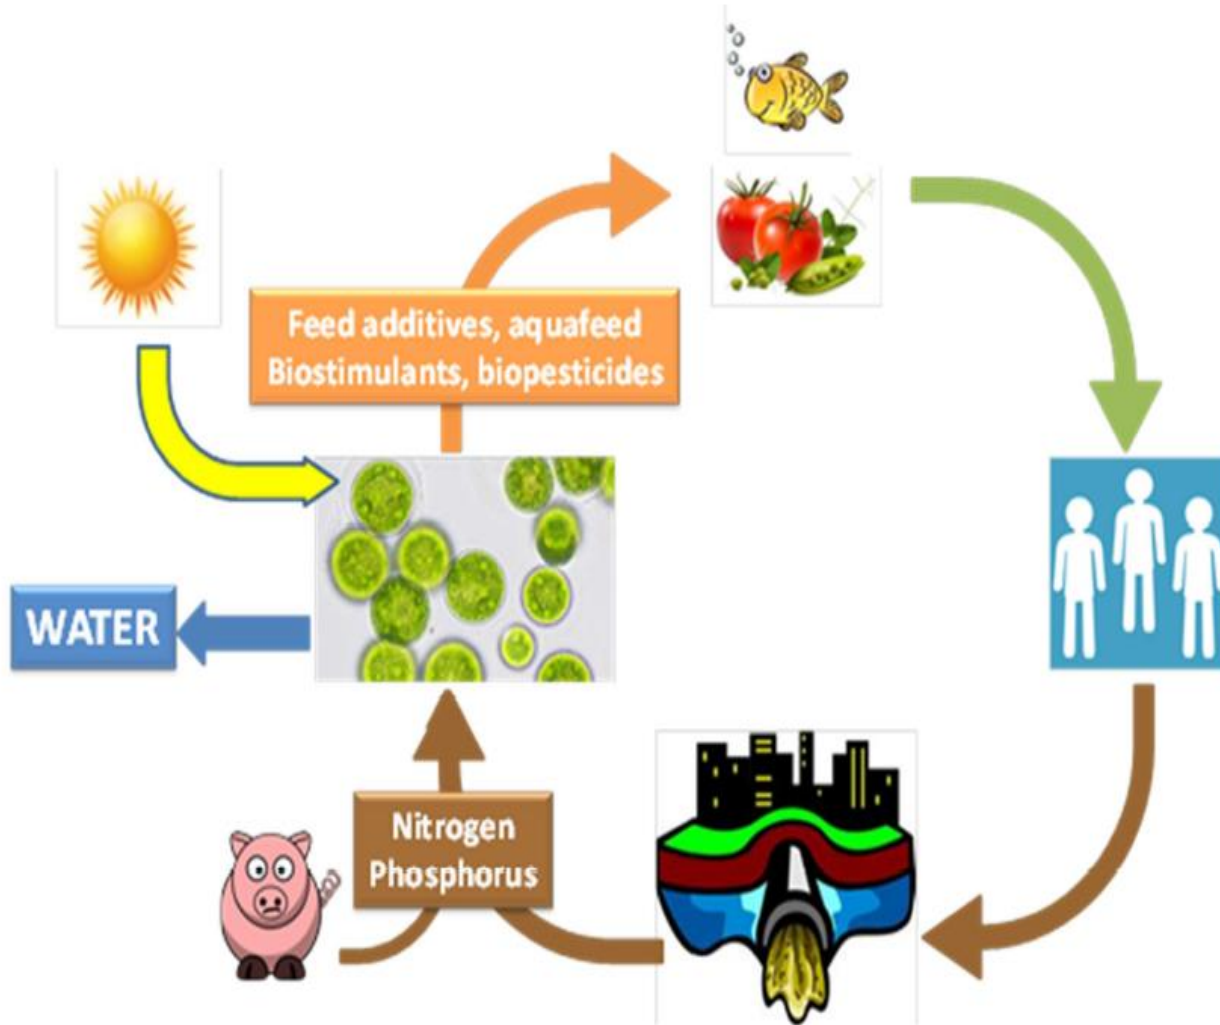 Feed additives, aquafeed
Biostimulants, biopesticides
WATER
Nitrogen
Phosphorus